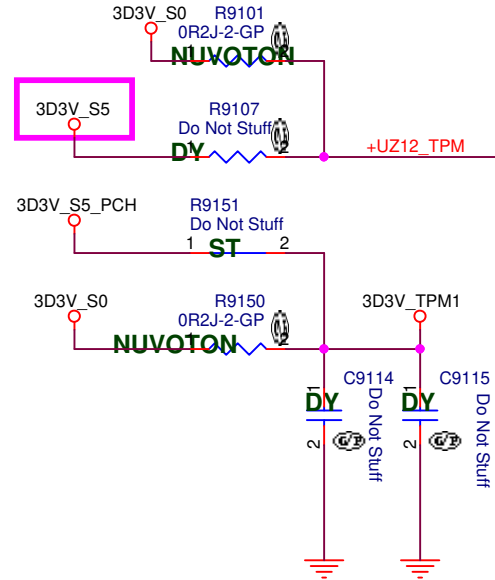 3D3V_S0
R9101
0R2J-2-GP
NUVOTON
1
2
3D3V_S5
R9107
Do Not Stuff
DY
1
2
+UZ12_TPM
3D3V_S5_PCH
R9151
Do Not Stuff
1
ST
2
3D3V_S0
R9150
0R2J-2-GP
NUVOTON
1
2
3D3V_TPM1
C9114
DY
1
2
Do Not Stuff
G/P
C9115
DY
1
2
Do Not Stuff
G/P